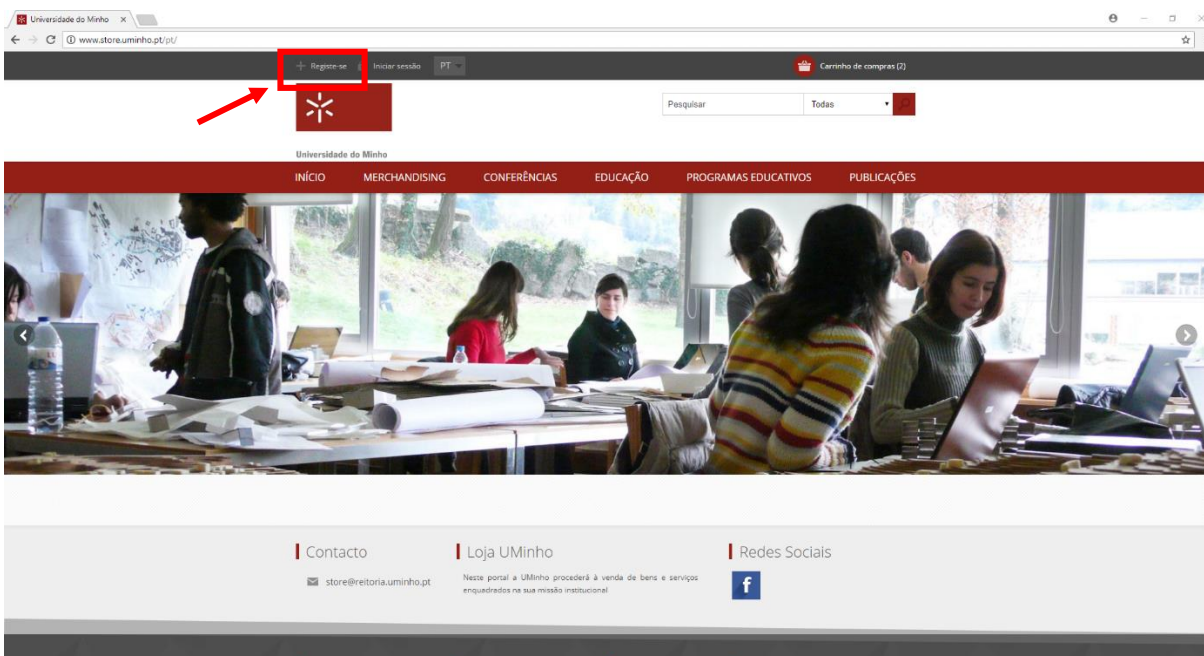 Universidade do Minho
www.store.uminho.pt/pt/
Registe-se Iniciar sessão PT Carrinho de compras (2)
Pesquisar Todas
Universidade do Minho
INÍCIO MERCHANDISING CONFERÊNCIAS EDUCAÇÃO PROGRAMAS EDUCATIVOS PUBLICAÇÕES
Contacto Loja UMinho Redes Sociais
store@reitoria.uminho.pt
Neste portal a UMinho procederá à venda de bens e serviços
enquadrados na sua missão institucional
f